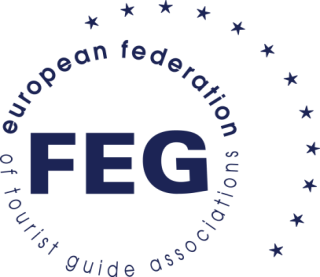 european federation
FEG
of tourist guide associations